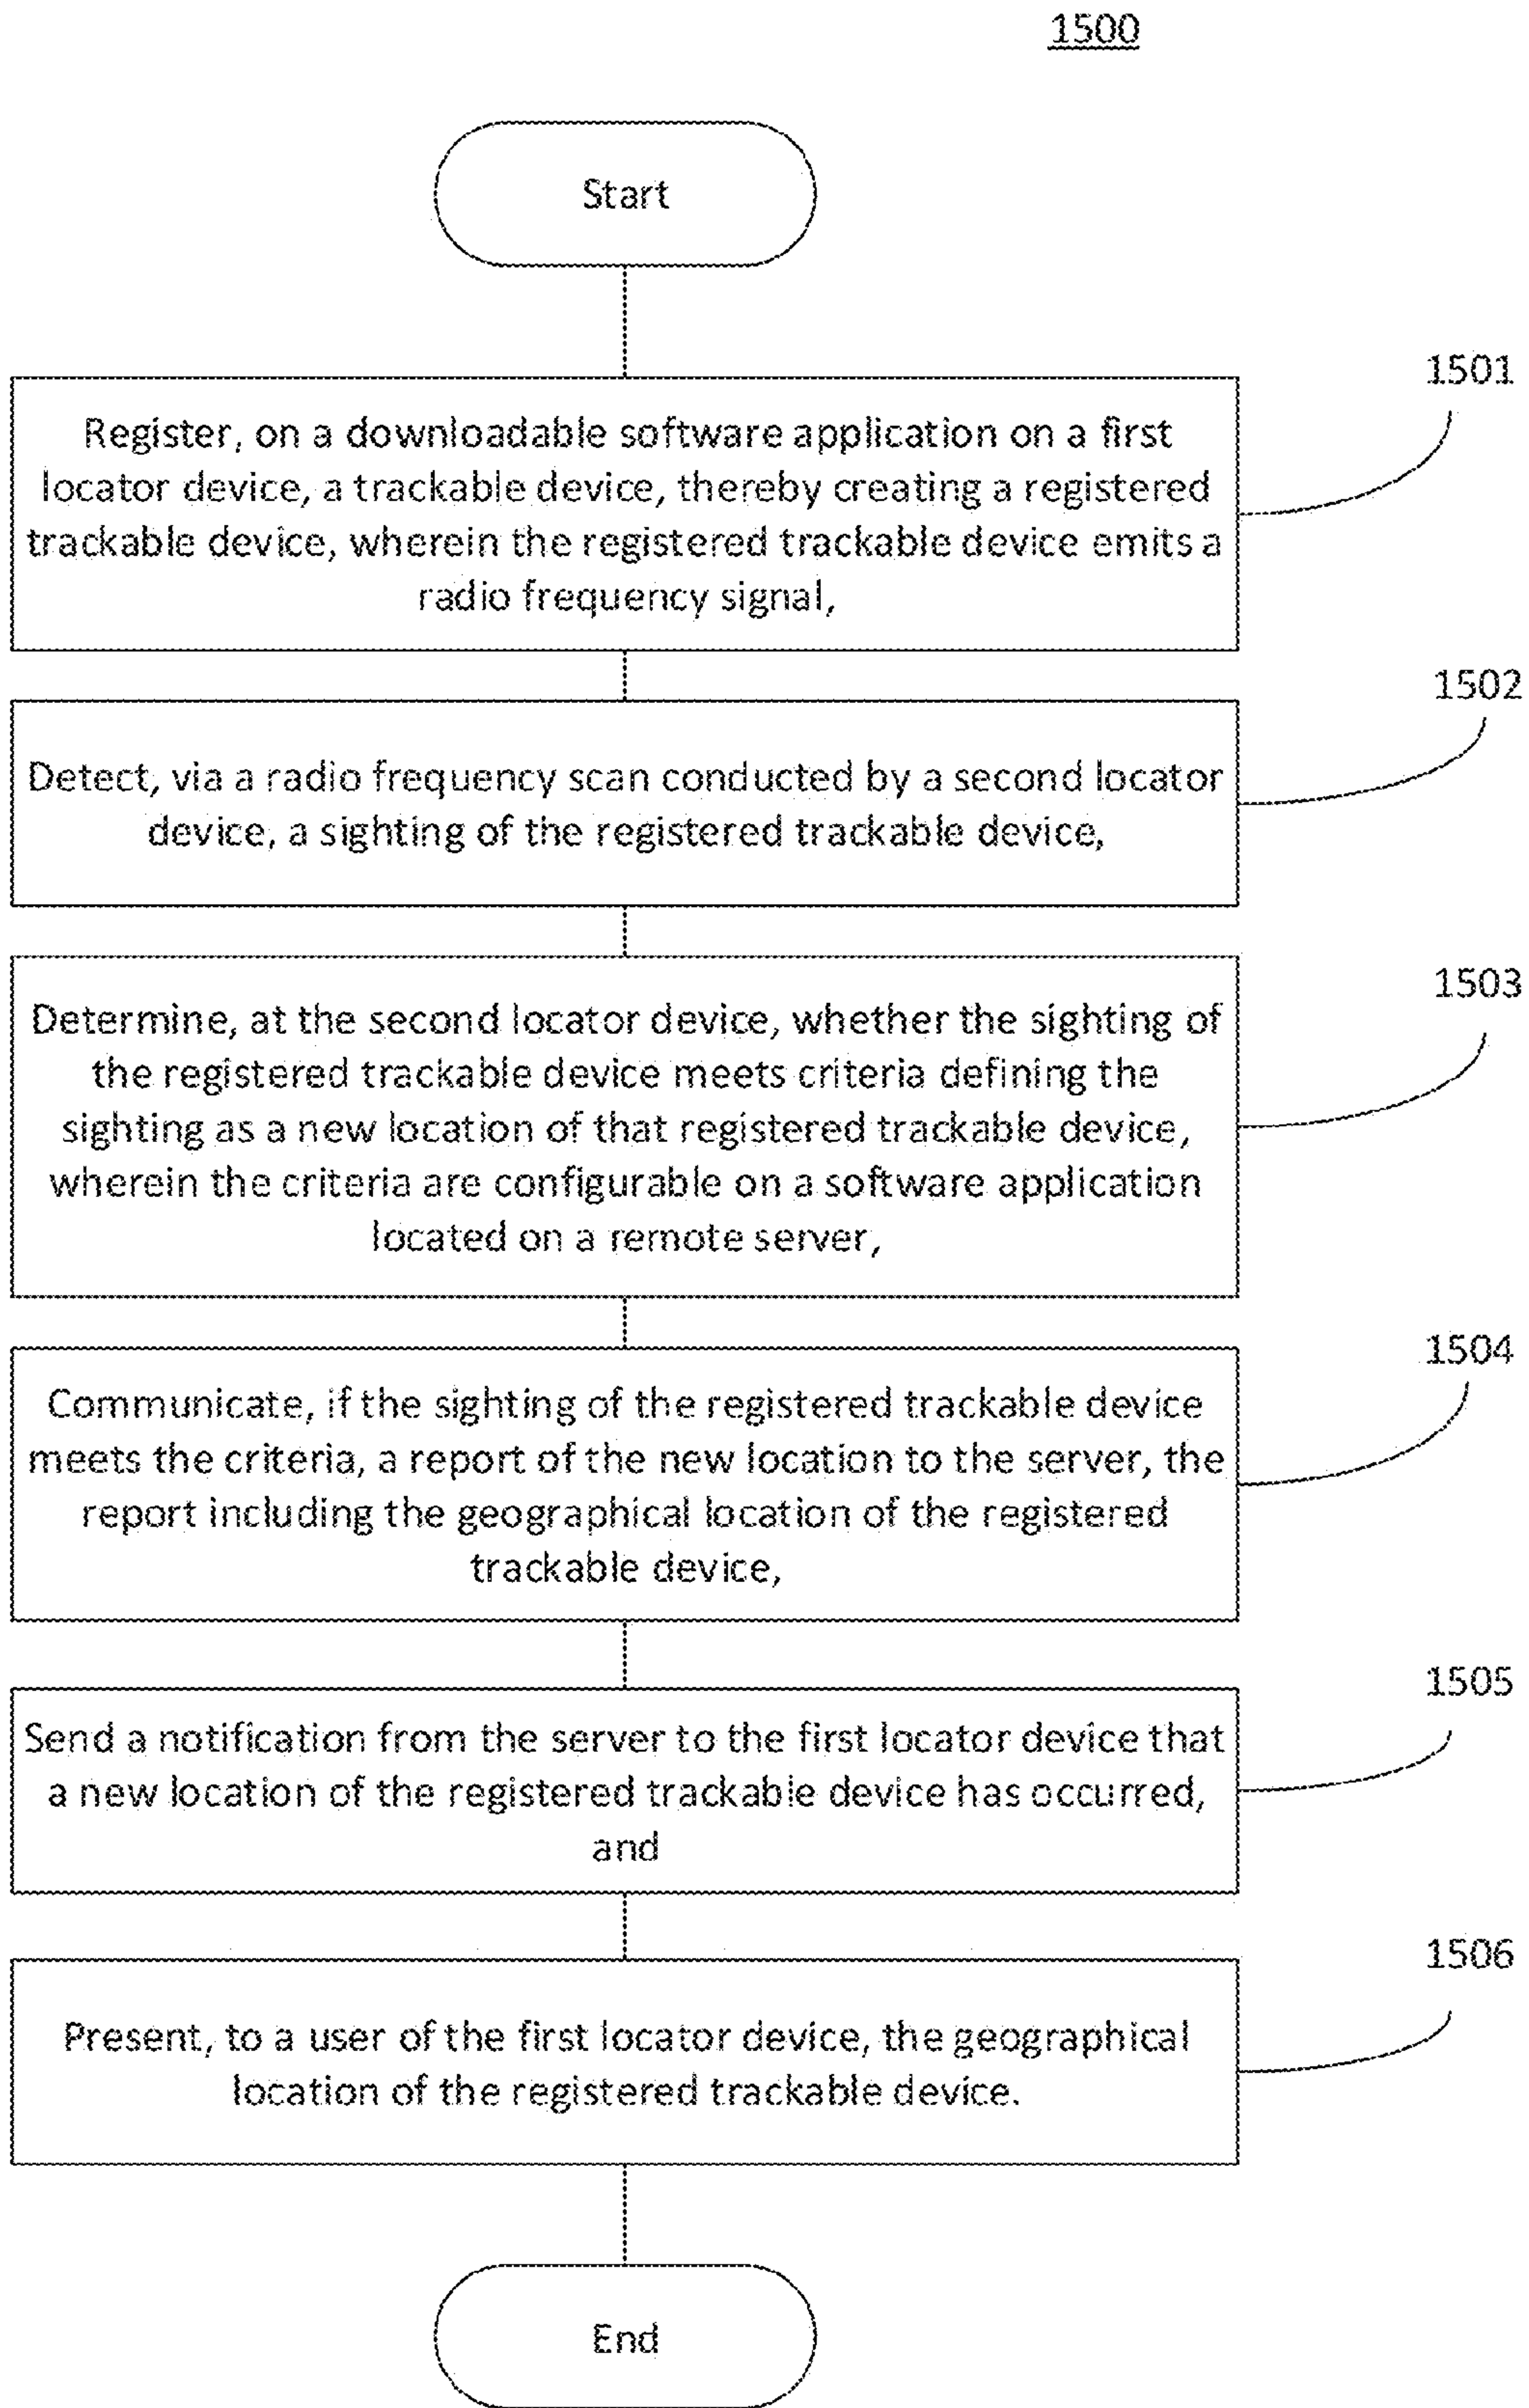 1500
Start
1501
Register, on a downloadable software application on a first
locator device, a trackable device, thereby creating a registered
trackable device, wherein the registered trackable device emits a
radio frequency signal,
1502
Detect, via a radio frequency scan conducted by a second locator
device, a sighting of the registered trackable device,
1503
Determine, at the second locator device, whether the sighting of
the registered trackable device meets criteria defining the
sighting as a new location of that registered trackable device,
wherein the criteria are configurable on a software application
located on a remote server,
1504
Communicate, if the sighting of the registered trackable device
meets the criteria, a report of the new location to the server, the
report including the geographical location of the registered
trackable device,
1505
Send a notification from the server to the first locator device that
a new location of the registered trackable device has occurred,
and
1506
Present, to a user of the first locator device, the geographical
location of the registered trackable device.
End